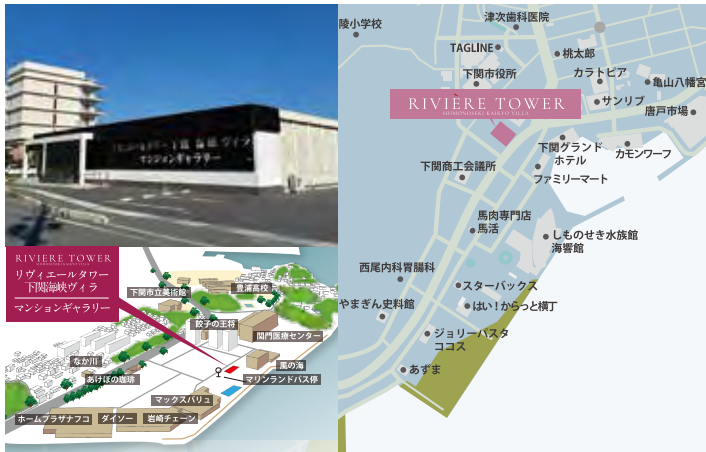 リヴィエールタワー下関海峡ヴィラ
マンションギャラリー
RIVIERE TOWER
SHIMONOSEKI KAIKYO VILLA
リヴィエールタワー
下関海峡ヴィラ
マンションギャラリー
下関市立美術館
豊浦高校
餃子の王将
関門医療センター
なか川
あけぼの珈琲
風の海
マリンランドバス停
マックスバリュ
ホームプラザナフコ
ダイソー
岩崎チェーン
陵小学校
津次歯科医院
TAGLINE
桃太郎
下関市役所
カラトピア
亀山八幡宮
サンリブ
唐戸市場
RIVIÈRE TOWER
SHIMONOSEKI KAIKYO VILLA
下関グランド
ホテル
カモンワーフ
下関商工会議所
ファミリーマート
馬肉専門店
馬活
しものせき水族館
海響館
西尾内科胃腸科
スターバックス
やまぎん史料館
はい！からっと横丁
ジョリーパスタ
ココス
あずま